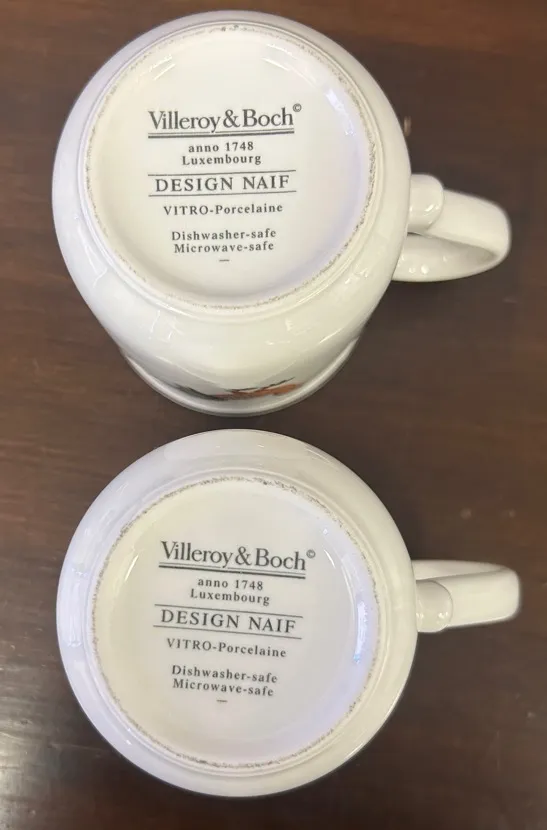 Villeroy & Boch©
anno 1748
Luxembourg
DESIGN NAIF
VITRO-Porcelaine
Dishwasher-safe
Microwave-safe
Villeroy & Boch©
anno 1748
Luxembourg
DESIGN NAIF
VITRO-Porcelaine
Dishwasher-safe
Microwave-safe